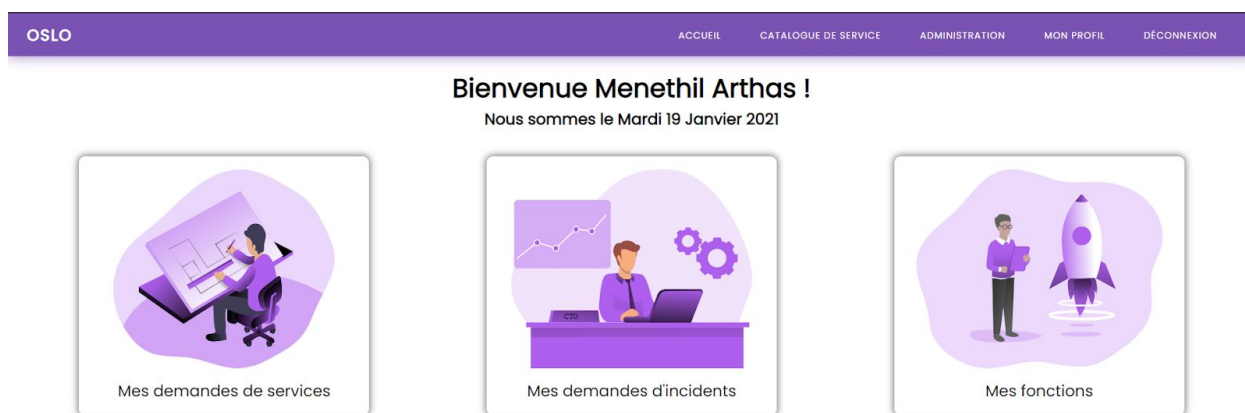 OSLO
ACCUEIL CATALOGUE DE SERVICE ADMINISTRATION MON PROFIL DÉCONNEXION
Bienvenue Menethil Arthas !
Nous sommes le Mardi 19 Janvier 2021
CTO
Mes demandes de services
Mes demandes d'incidents
Mes fonctions